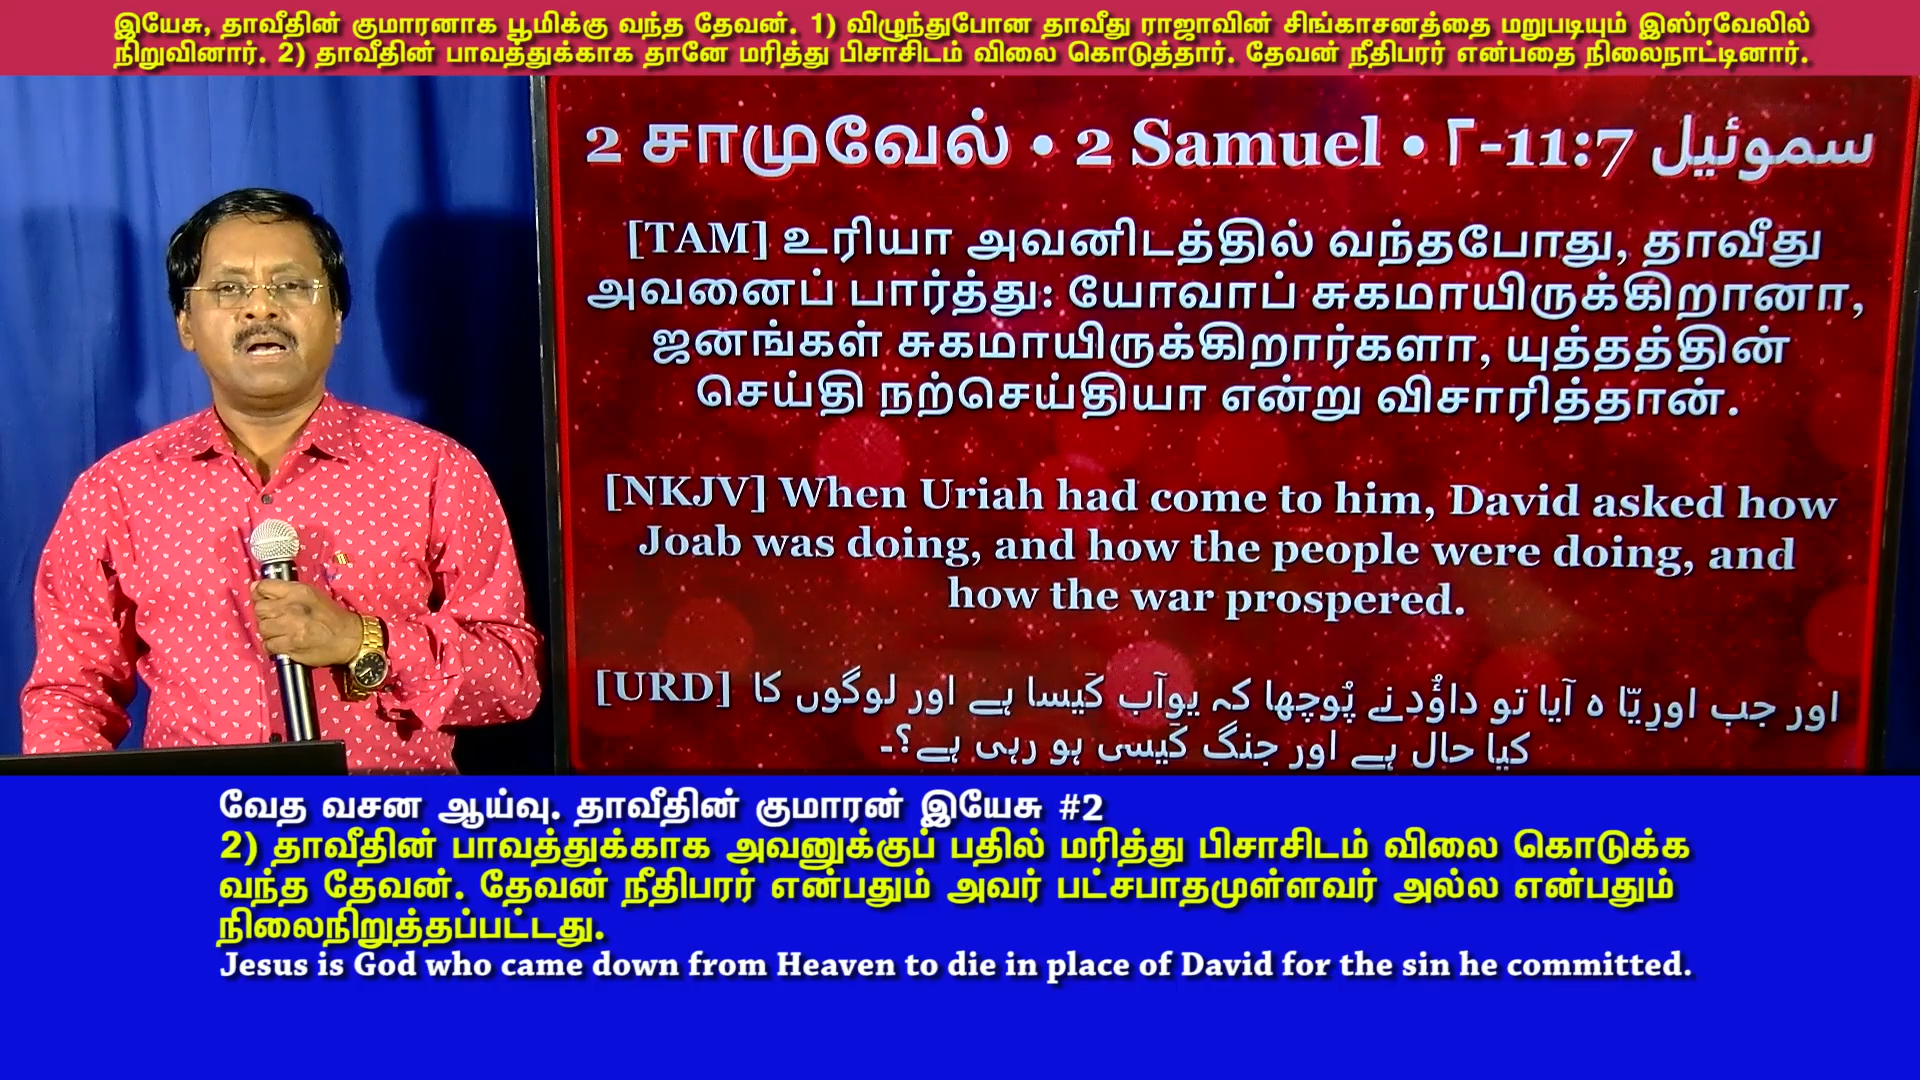 இயேசு, தாவீதின் குமாரனாக பூமிக்கு வந்த தேவன். 1) விழுந்துபோன தாவீது ராஜாவின் சிங்காசனத்தை மறுபடியும் இஸ்ரவேலில்
நிறுவினார். 2) தாவீதின் பாவத்துக்காக தானே மரித்து பிசாசிடம் விலை கொடுத்தார். தேவன் நீதிபரர் என்பதை நிலைநாட்டினார்.
2 சாமுவேல் • 2 Samuel • ۲-11:7 سموئیل
[TAM] உரியா அவனிடத்தில் வந்தபோது, தாவீது
அவனைப் பார்த்து: யோவாப் சுகமாயிருக்கிறானா,
ஜனங்கள் சுகமாயிருக்கிறார்களா, யுத்தத்தின்
செய்தி நற்செய்தியா என்று விசாரித்தான்.
[NKJV] When Uriah had come to him, David asked how
Joab was doing, and how the people were doing, and
how the war prospered.
[URD] اور جب اورِیّا ہ آیا تو داؤُد نے پُوچھا کہ یوآب کَیسا ہے اور لوگوں کا
کیا حال ہے اور جنگ کَیسی ہو رہی ہے؟۔
வேத வசன ஆய்வு. தாவீதின் குமாரன் இயேசு #2
2) தாவீதின் பாவத்துக்காக அவனுக்குப் பதில் மரித்து பிசாசிடம் விலை கொடுக்க
வந்த தேவன். தேவன் நீதிபரர் என்பதும் அவர் பட்சபாதமுள்ளவர் அல்ல என்பதும்
நிலைநிறுத்தப்பட்டது.
Jesus is God who came down from Heaven to die in place of David for the sin he committed.